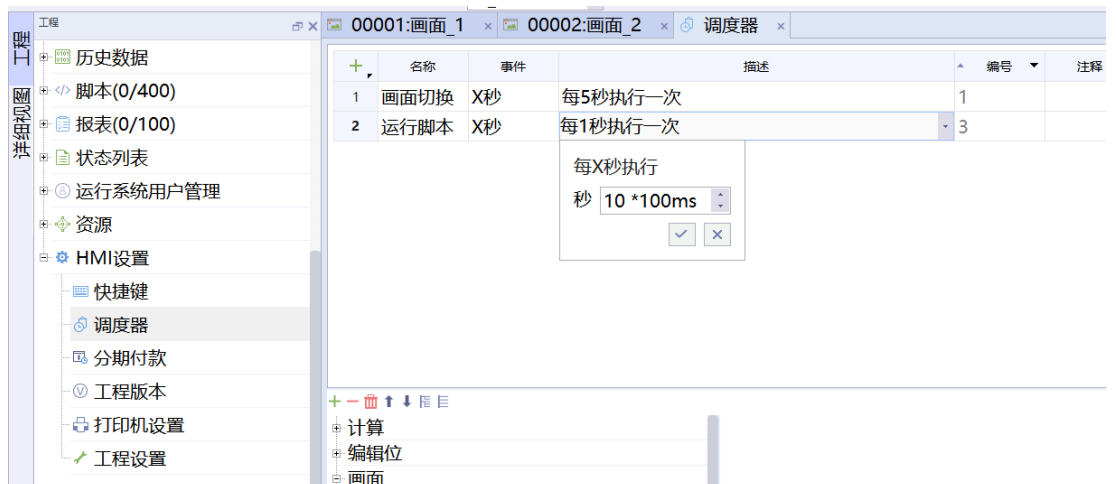 工程
详细视图
工程
历史数据
脚本(0/400)
报表(0/100)
状态列表
运行系统用户管理
资源
HMI设置
快捷键
调度器
分期付款
工程版本
打印机设置
工程设置
00001:画面_1
00002:画面_2
调度器
名称 事件 描述 编号 注释
1 画面切换 X秒 每5秒执行一次 1
2 运行脚本 X秒 每1秒执行一次 3
每X秒执行
秒 10 *100ms
计算
编辑位
画面